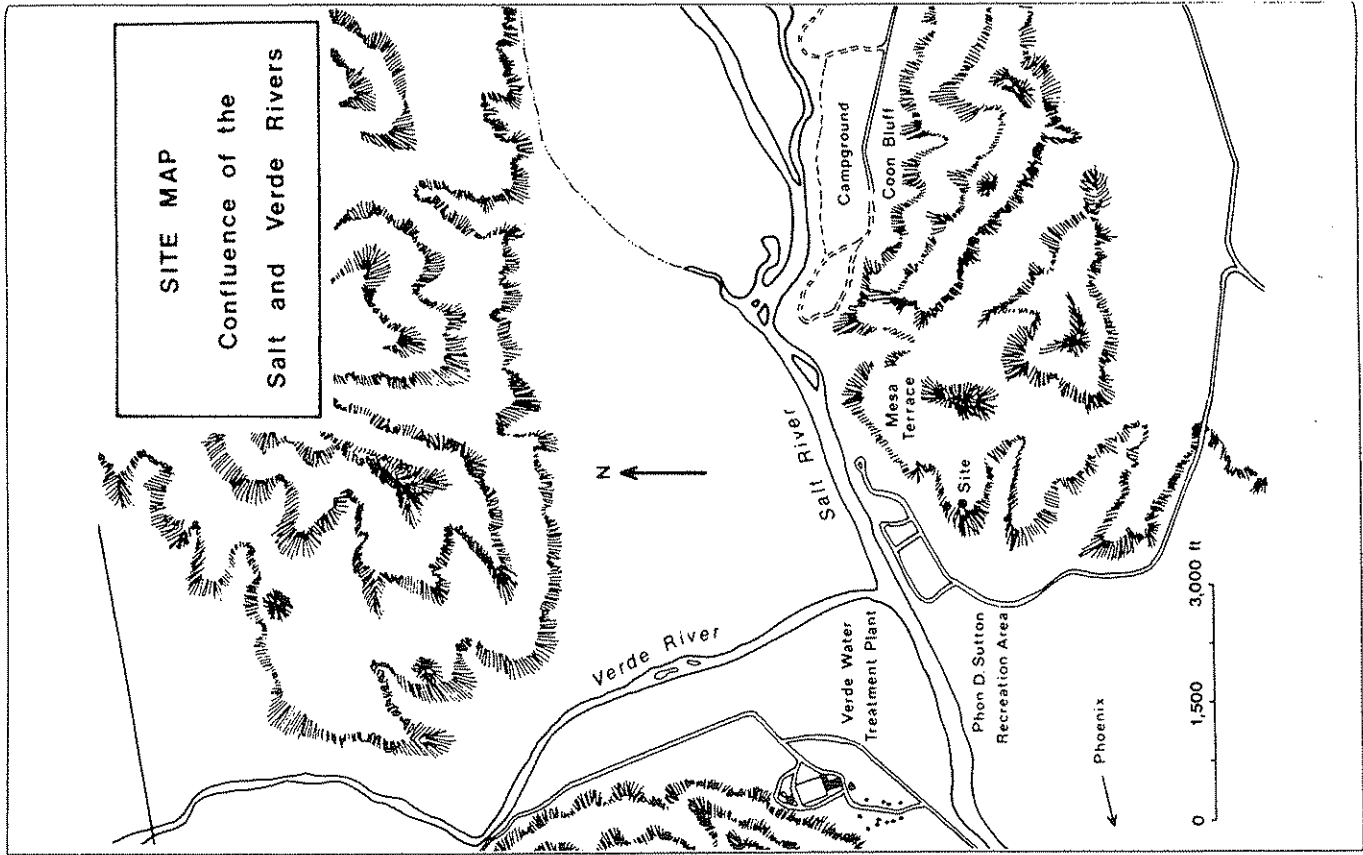 SITE MAP
Confluence of the
Salt and Verde Rivers
N
Campground
Coon Bluff
Salt River
Mesa
Terrace
Site
Verde River
Verde Water
Treatment Plant
Phon D. Sutton
Recreation Area
Phoenix
0 1,500 3,000 ft